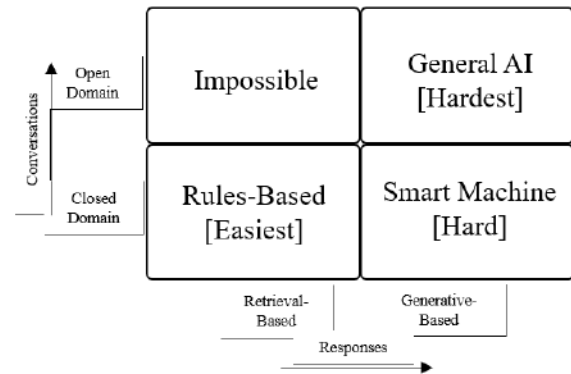 Open
Domain
Impossible
General AI
[Hardest]
Conversations
Closed
Domain
Rules-Based
[Easiest]
Smart Machine
[Hard]
Retrieval-
Based
Generative-
Based
Responses